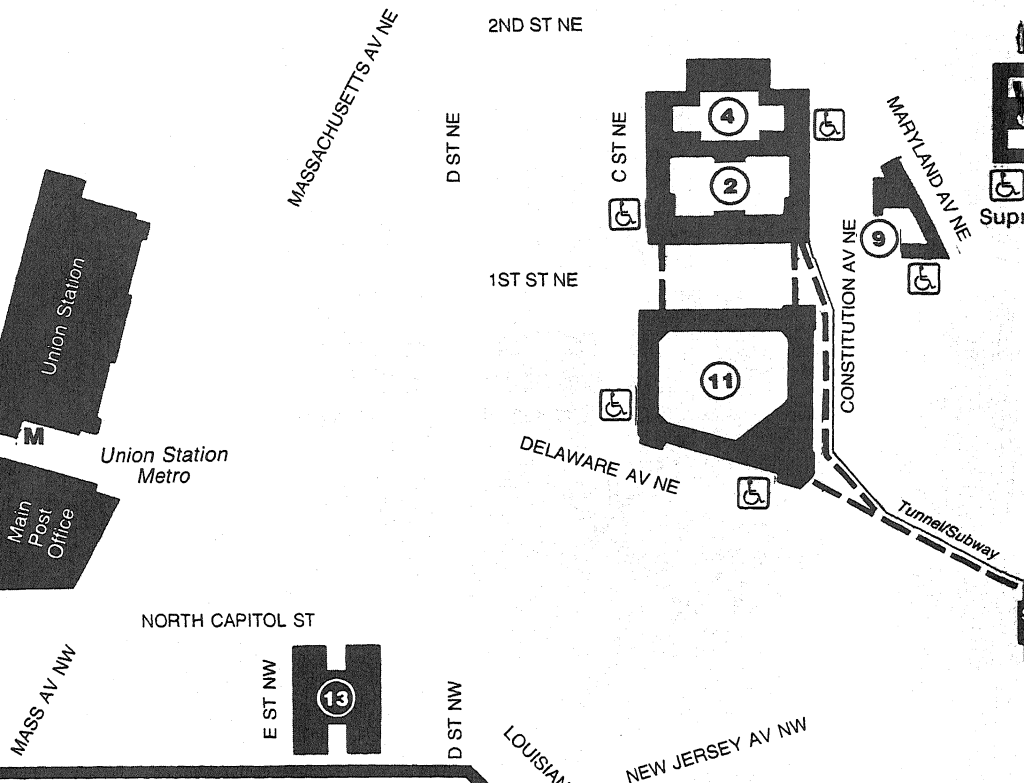 2ND ST NE
MASSACHUSETTS AV NE
D ST NE
C ST NE
4
2
MARYLAND AV NE
9
CONSTITUTION AV NE
1ST ST NE
Union Station
11
M
Union Station
Metro
DELAWARE AV NE
Main
Post
Office
Tunnel/Subway
NORTH CAPITOL ST
MASS AV NW
E ST NW
13
D ST NW
NEW JERSEY AV NW